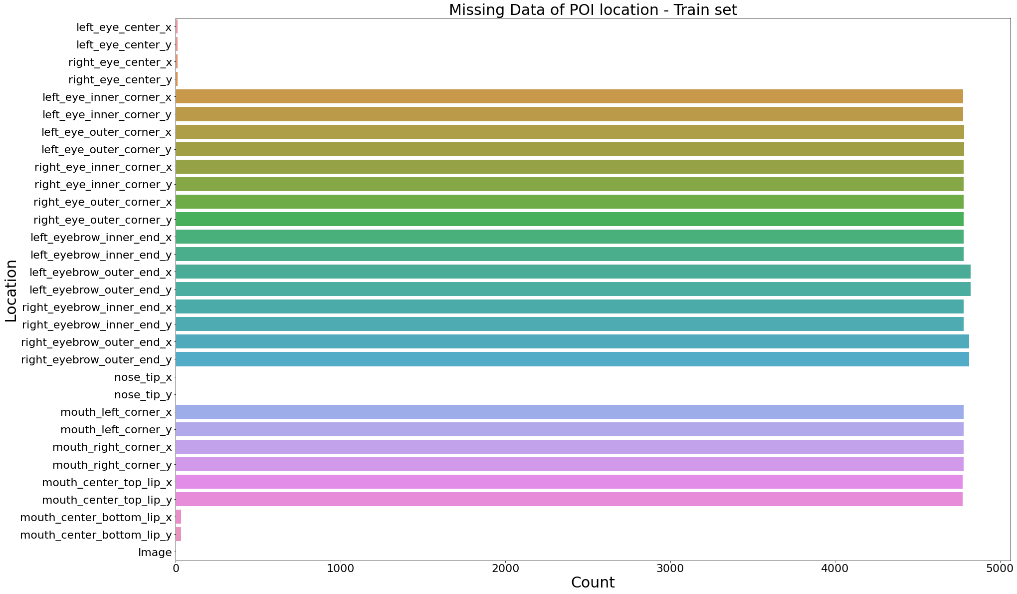 Missing Data of POI location - Train set
left_eye_center_x
left_eye_center_y
right_eye_center_x
right_eye_center_y
left_eye_inner_corner_x
left_eye_inner_corner_y
left_eye_outer_corner_x
left_eye_outer_corner_y
right_eye_inner_corner_x
right_eye_inner_corner_y
right_eye_outer_corner_x
right_eye_outer_corner_y
left_eyebrow_inner_end_x
left_eyebrow_inner_end_y
left_eyebrow_outer_end_x
left_eyebrow_outer_end_y
right_eyebrow_inner_end_x
right_eyebrow_inner_end_y
right_eyebrow_outer_end_x
right_eyebrow_outer_end_y
nose_tip_x
nose_tip_y
mouth_left_corner_x
mouth_left_corner_y
mouth_right_corner_x
mouth_right_corner_y
mouth_center_top_lip_x
mouth_center_top_lip_y
mouth_center_bottom_lip_x
mouth_center_bottom_lip_y
Image
Location
0 1000 2000 3000 4000 5000
Count